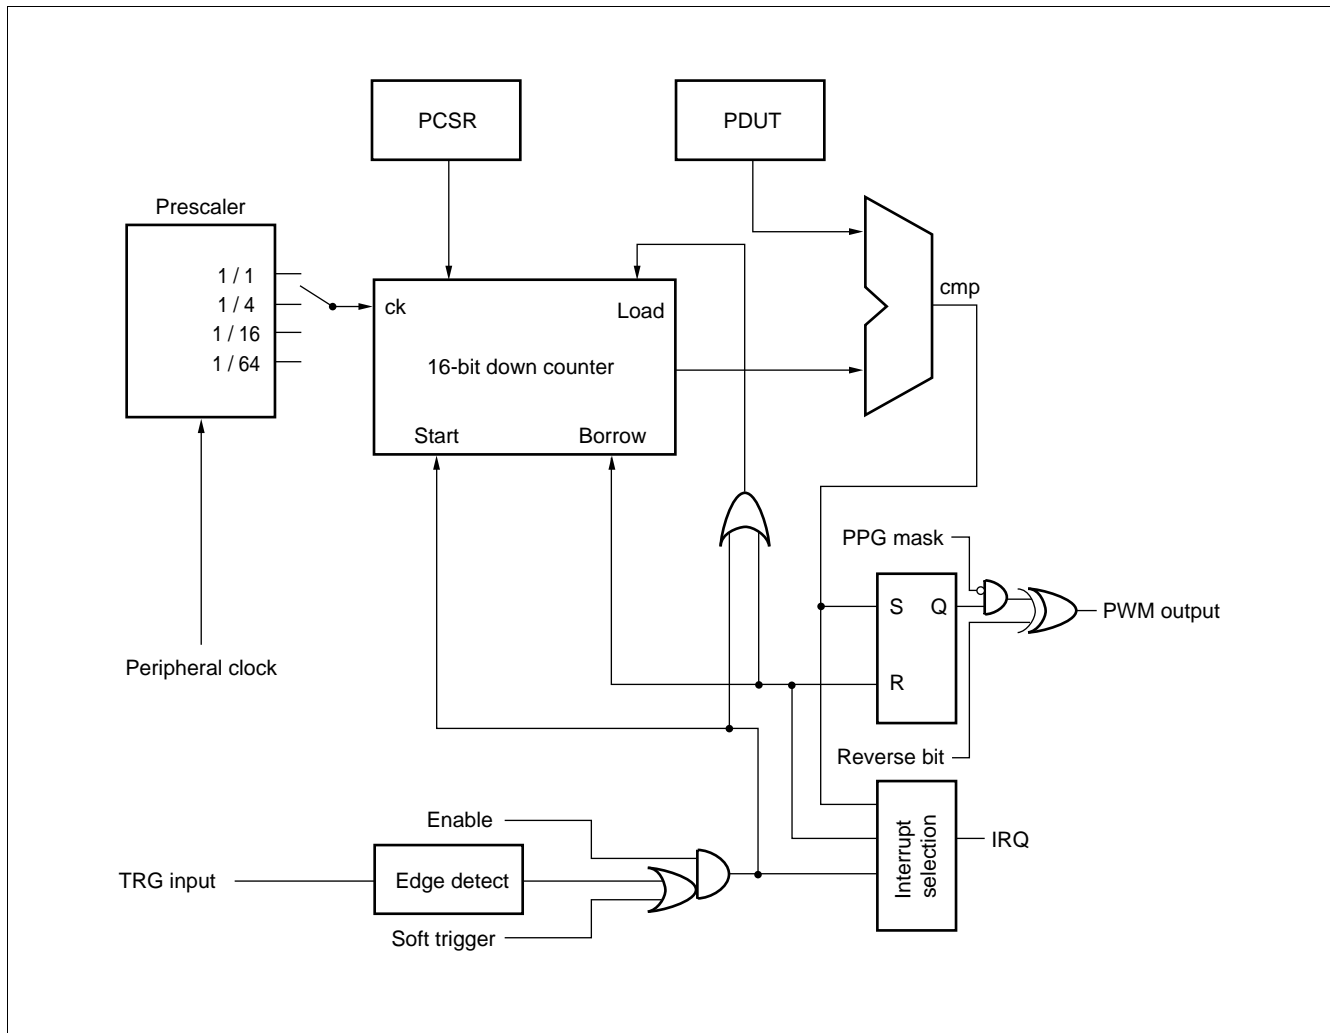 PCSR
PDUT
Prescaler
1 / 1
1 / 4
1 / 16
1 / 64
ck
Load
16-bit down counter
Start
Borrow
cmp
PPG mask
S
Q
R
PWM output
Peripheral clock
Reverse bit
Enable
TRG input
Edge detect
Soft trigger
Interrupt
selection
IRQ